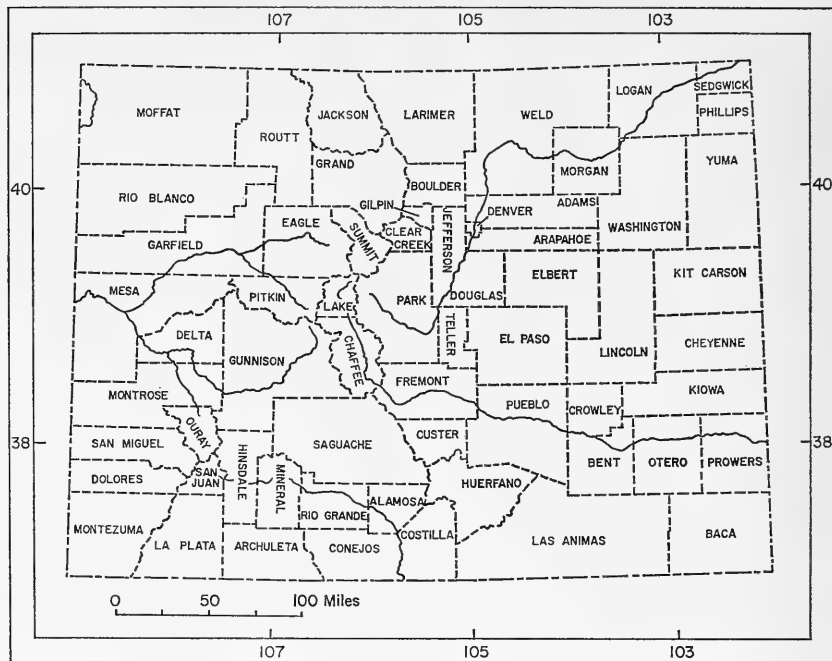 107 105 103
MOFFAT
ROUTT
JACKSON
LARIMER
WELD
LOGAN
SEDGWICK
PHILLIPS
GRAND
MORGAN
YUMA
40
RIO BLANCO
BOULDER
GILPIN
ADAMS
DENVER
WASHINGTON
40
EAGLE
SUMMIT
CLEAR
CREEK
JEFFERSON
ARAPAHOE
GARFIELD
ELBERT
KIT CARSON
MESA
PITKIN
LAKE
PARK
DOUGLAS
DELTA
GUNNISON
CHAFFEE
TELLER
EL PASO
LINCOLN
CHEYENNE
MONTROSE
FREMONT
PUEBLO
CROWLEY
KIOWA
38
OURAY
SAN MIGUEL
SAGUACHE
CUSTER
38
DOLORES
SAN
JUAN
HINSDALE
MINERAL
HUERFANO
BENT
OTERO
PROWERS
RIO GRANDE
ALAMOSA
MONTEZUMA
LA PLATA
ARCHULETA
CONEJOS
COSTILLA
LAS ANIMAS
BACA
0 50 100 Miles
107 105 103